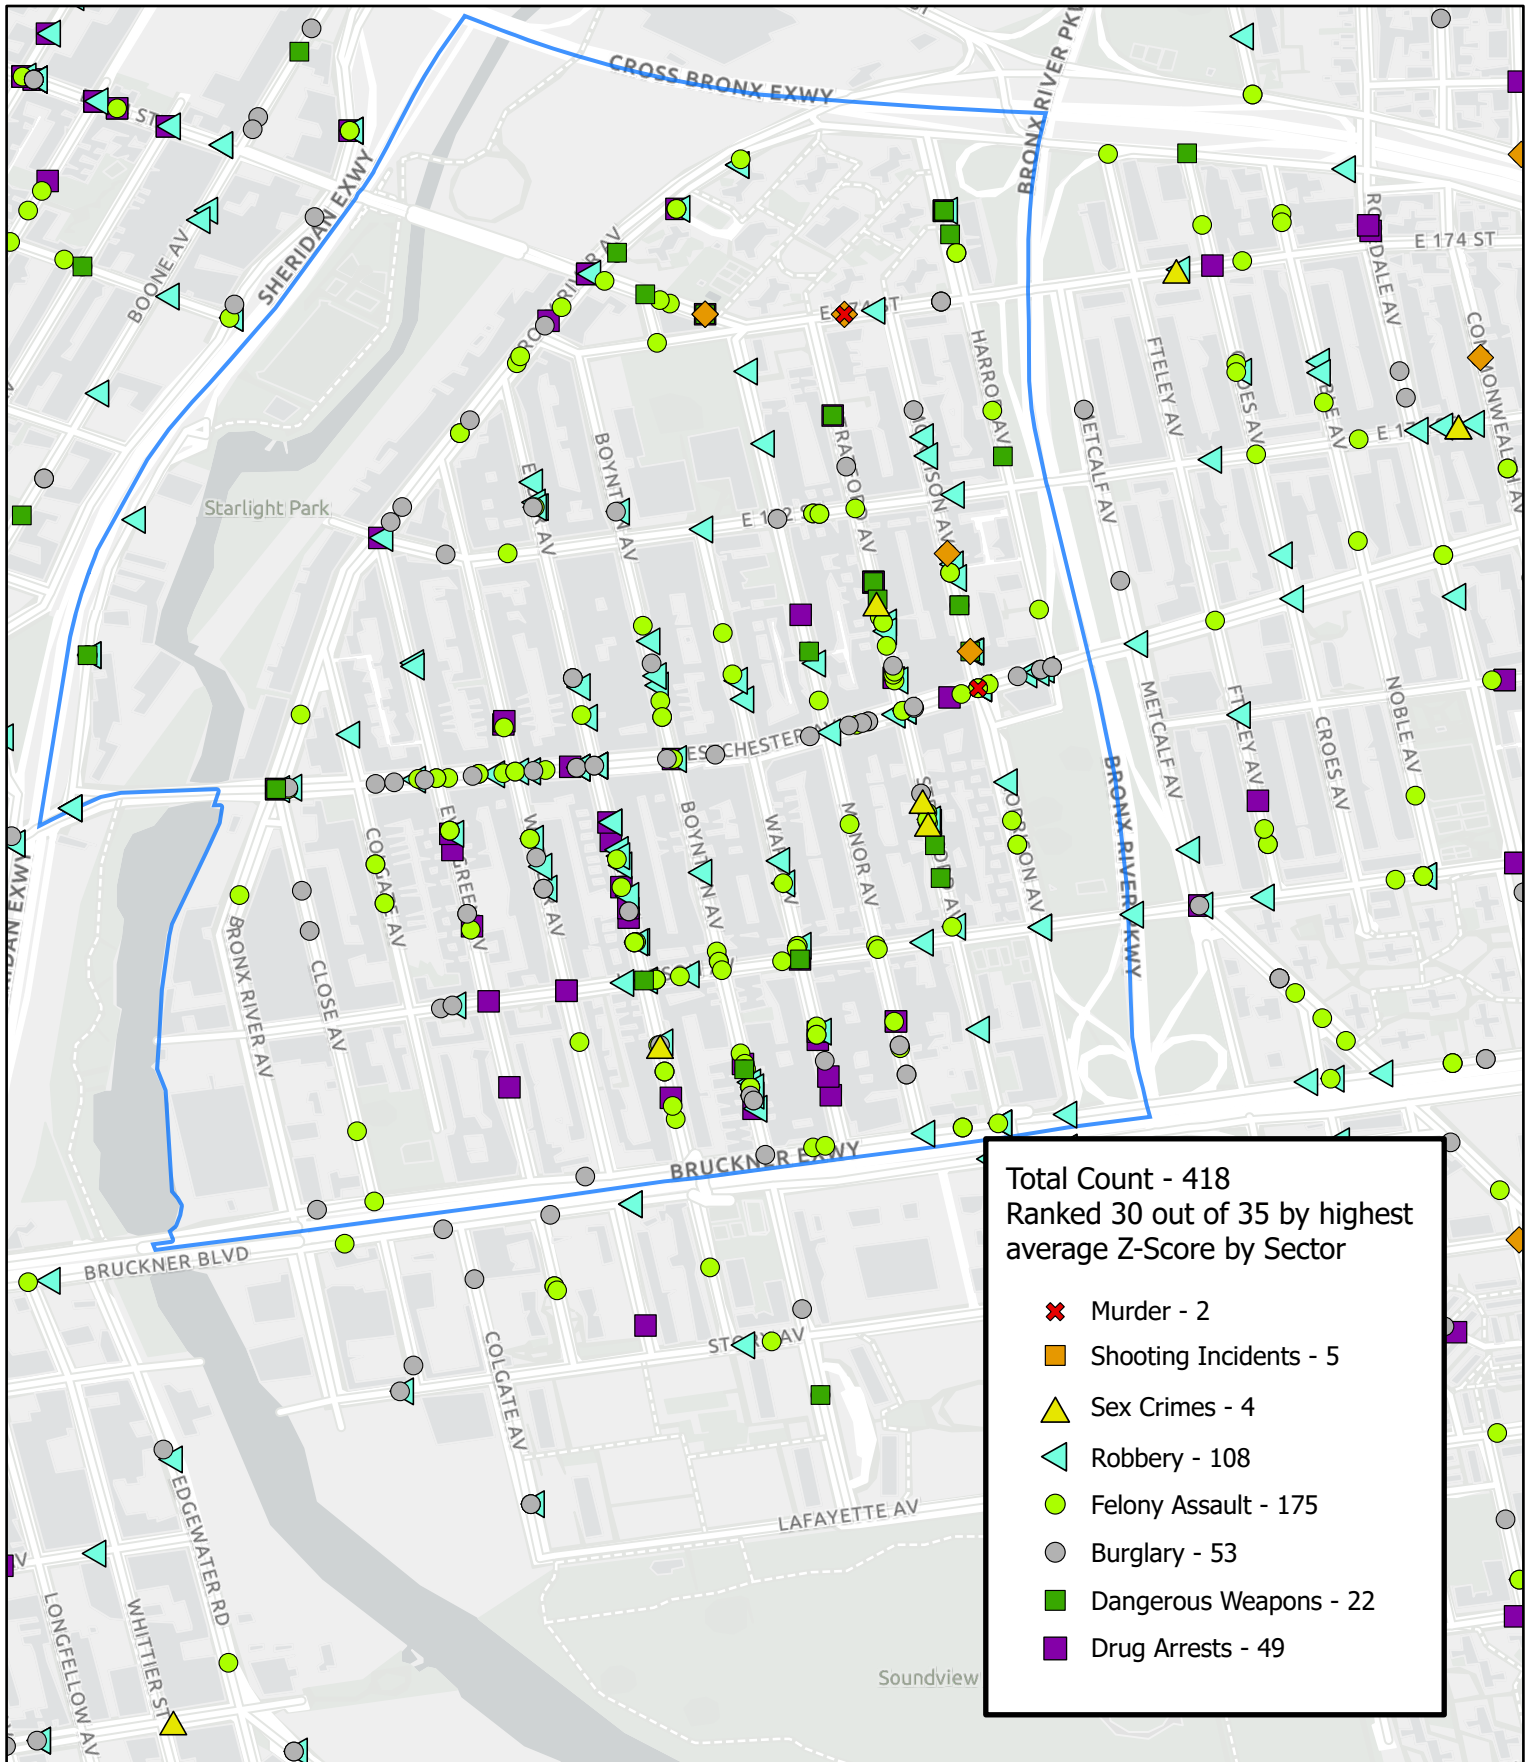 CROSS BRONX EXWY
BRONX RIVER PKWY
SHERIDAN EXWY
BOONE AV
E 174 ST
HARROD AV
FTELEY AV
COMMONWEALTH AV
METCALF AV
BOYNTON AV
Starlight Park
METCALF AV
NOBLE AV
CROES AV
BOYNTON AV
MANOR AV
BRONX RIVER PKWY
COLGATE AV
BRONX RIVER AV
CLOSE AV
BRUCKNER EXWY
BRUCKNER BLVD
COLGATE AV
LAFAYETTE AV
EDGEWATER RD
WHITTIER ST
LONGFELLOW AV
Soundview
Total Count - 418
Ranked 30 out of 35 by highest
average Z-Score by Sector
Murder - 2
Shooting Incidents - 5
Sex Crimes - 4
Robbery - 108
Felony Assault - 175
Burglary - 53
Dangerous Weapons - 22
Drug Arrests - 49